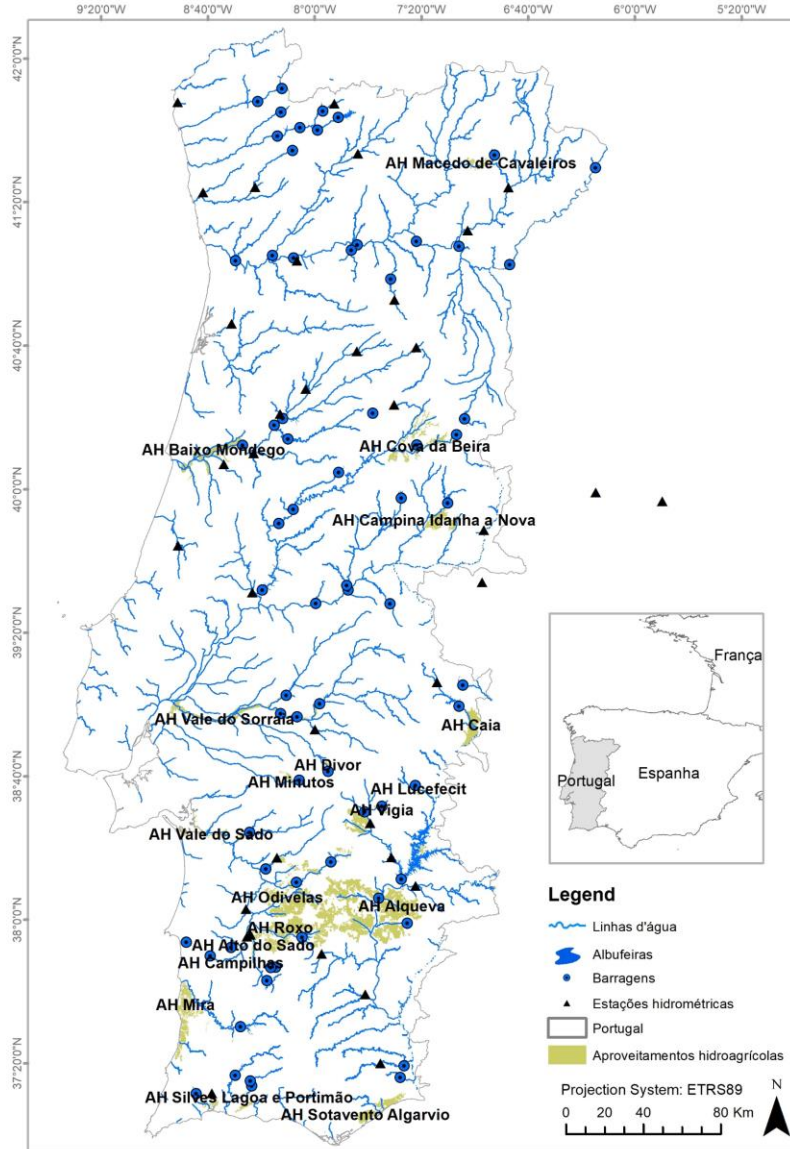 9°20'0"W 8°40'0"W 8°0'0"W 7°20'0"W 6°40'0"W 6°0'0"W 5°20'0"W
42°0'0"N
AH Macedo de Cavaleiros
41°20'0"N
40°40'0"N
AH Baixo Mondego
AH Cova da Beira
40°0'0"N
AH Campina Idanha a Nova
39°20'0"N
AH Vale do Sorraia
AH Caia
AH Divor
38°40'0"N
AH Minutos
AH Lucefecit
AH Vigia
AH Vale do Sado
AH Odivelas
AH Alqueva
38°0'0"N
AH Roxo
AH Alto do Sado
AH Campilhas
AH Mira
37°20'0"N
AH Silves Lagoa e Portimão
AH Sotavento Algarvio
França
Portugal
Espanha
Legend
Linhas d'água
Albufeiras
Barragens
Estações hidrométricas
Portugal
Aproveitamentos hidroagrícolas
Projection System: ETRS89
N
0 20 40 80 Km